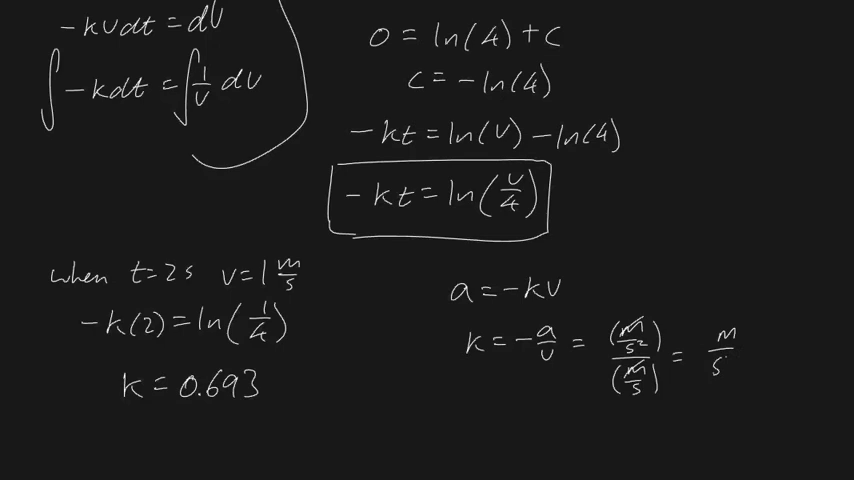 -kvdt = dv
∫ -kdt = ∫ 1/v dv
0 = ln(4) + C
C = -ln(4)
-kt = ln(v) - ln(4)
-kt = ln(v/4)
when t=2s v=1 m/s
-k(2) = ln(1/4)
k = 0.693
a = -kv
k = -a/v = (m/s²)/(m/s) = m/s